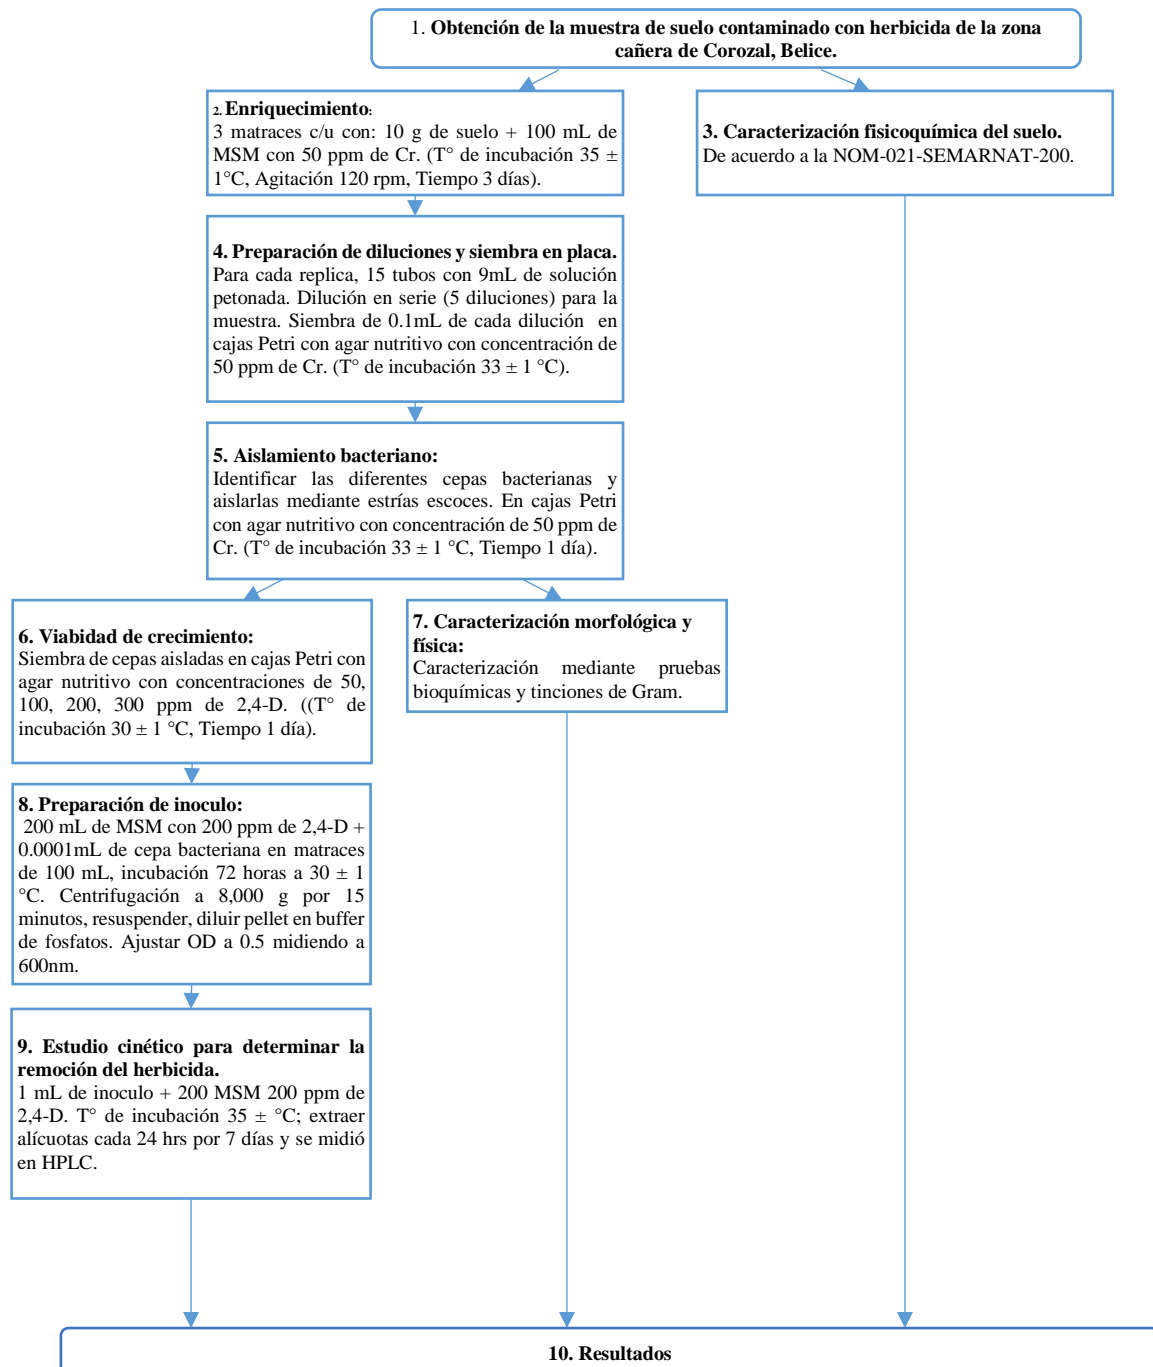 1. Obtención de la muestra de suelo contaminado con herbicida de la zona
cañera de Corozal, Belice.
2. Enriquecimiento:
3 matraces c/u con: 10 g de suelo + 100 mL de
MSM con 50 ppm de Cr. (T° de incubación 35 ±
1°C, Agitación 120 rpm, Tiempo 3 días).
3. Caracterización fisicoquímica del suelo.
De acuerdo a la NOM-021-SEMARNAT-200.
4. Preparación de diluciones y siembra en placa.
Para cada replica, 15 tubos con 9mL de solución
petonada. Dilución en serie (5 diluciones) para la
muestra. Siembra de 0.1mL de cada dilución en
cajas Petri con agar nutritivo con concentración de
50 ppm de Cr. (T° de incubación 33 ± 1 °C).
5. Aislamiento bacteriano:
Identificar las diferentes cepas bacterianas y
aislarlas mediante estrías escoces. En cajas Petri
con agar nutritivo con concentración de 50 ppm de
Cr. (T° de incubación 33 ± 1 °C, Tiempo 1 día).
6. Viabidad de crecimiento:
Siembra de cepas aisladas en cajas Petri con
agar nutritivo con concentraciones de 50,
100, 200, 300 ppm de 2,4-D. ((T° de
incubación 30 ± 1 °C, Tiempo 1 día).
7. Caracterización morfológica y
física:
Caracterización mediante pruebas
bioquímicas y tinciones de Gram.
8. Preparación de inoculo:
200 mL de MSM con 200 ppm de 2,4-D +
0.0001mL de cepa bacteriana en matraces
de 100 mL, incubación 72 horas a 30 ± 1
°C. Centrifugación a 8,000 g por 15
minutos, resuspender, diluir pellet en buffer
de fosfatos. Ajustar OD a 0.5 midiendo a
600nm.
9. Estudio cinético para determinar la
remoción del herbicida.
1 mL de inoculo + 200 MSM 200 ppm de
2,4-D. T° de incubación 35 ± °C; extraer
alícuotas cada 24 hrs por 7 días y se midió
en HPLC.
10. Resultados